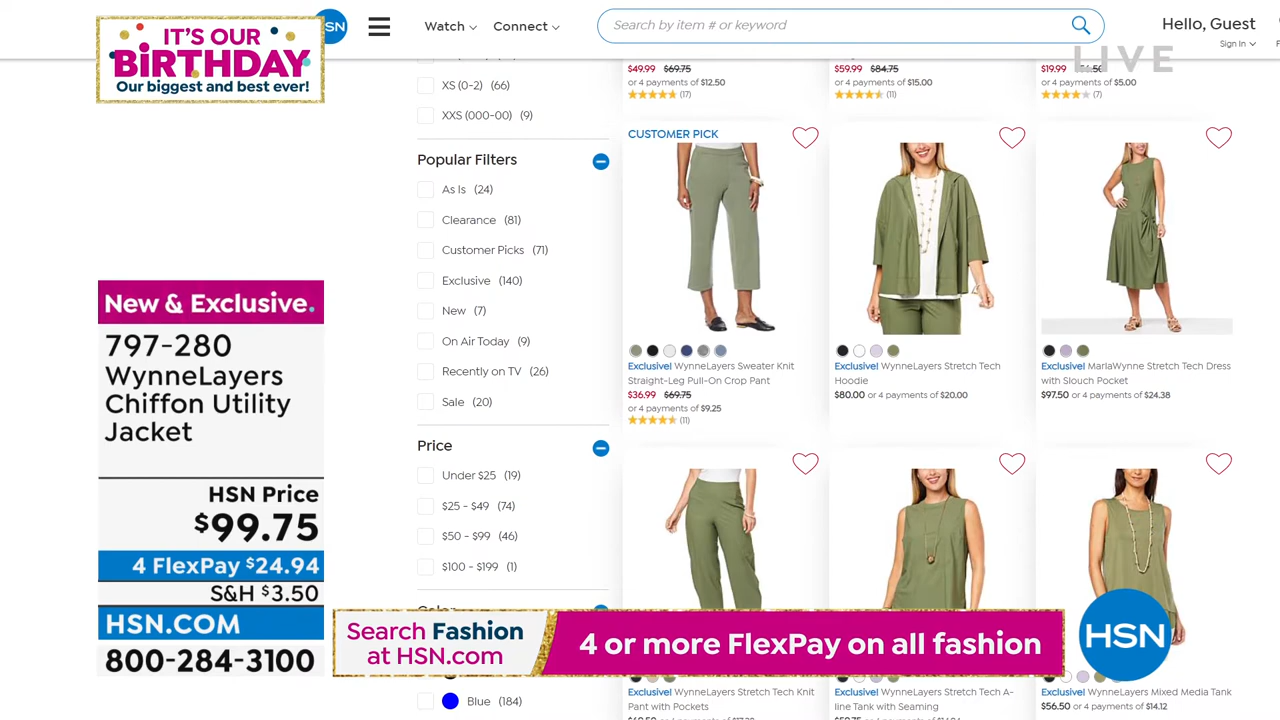 IT'S OUR
BiRTHDAY
Our biggest and best ever!
SN
Watch
Connect
Search by item # or keyword
Hello, Guest
Sign In
LIVE
$49.99 $69.75
or 4 payments of $12.50
(17)
$59.99 $84.75
or 4 payments of $15.00
(11)
$19.99
or 4 payments of $5.00
(7)
XS (0-2) (66)
XXS (000-00) (9)
Popular Filters
As Is (24)
Clearance (81)
Customer Picks (71)
Exclusive (140)
New (7)
On Air Today (9)
Recently on TV (26)
Sale (20)
Price
Under $25 (19)
$25 - $49 (74)
$50 - $99 (46)
$100 - $199 (1)
Color
Blue (184)
CUSTOMER PICK
Exclusive! WynneLayers Sweater Knit
Straight-Leg Pull-On Crop Pant
$36.99 $69.75
or 4 payments of $9.25
(11)
Exclusive! WynneLayers Stretch Tech
Hoodie
$80.00 or 4 payments of $20.00
Exclusive! MarlaWynne Stretch Tech Dress
with Slouch Pocket
$97.50 or 4 payments of $24.38
Exclusive! WynneLayers Stretch Tech Knit
Pant with Pockets
Exclusive! WynneLayers Stretch Tech A-
line Tank with Seaming
Exclusive! WynneLayers Mixed Media Tank
$56.50 or 4 payments of $14.12
New & Exclusive.
797-280
WynneLayers
Chiffon Utility
Jacket
HSN Price
$99.75
4 FlexPay $24.94
S&H $3.50
HSN.COM
800-284-3100
Search Fashion
at HSN.com
4 or more FlexPay on all fashion
HSN